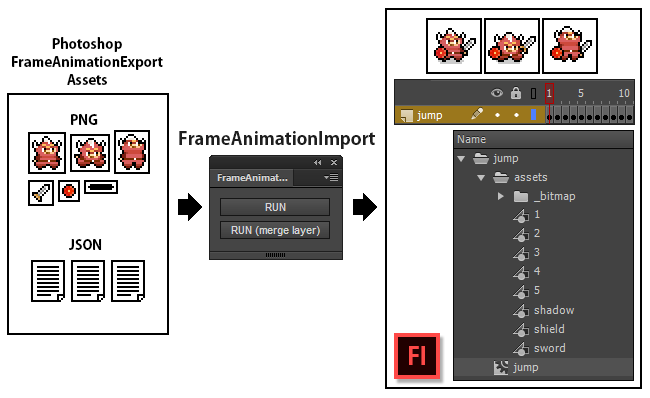 Photoshop
FrameAnimationExport
Assets
PNG
JSON
FrameAnimationImport
FrameAnimat...
RUN
RUN (merge layer)
1 5 10
jump
Name
jump
assets
_bitmap
1
2
3
4
5
shadow
shield
sword
jump
Fl